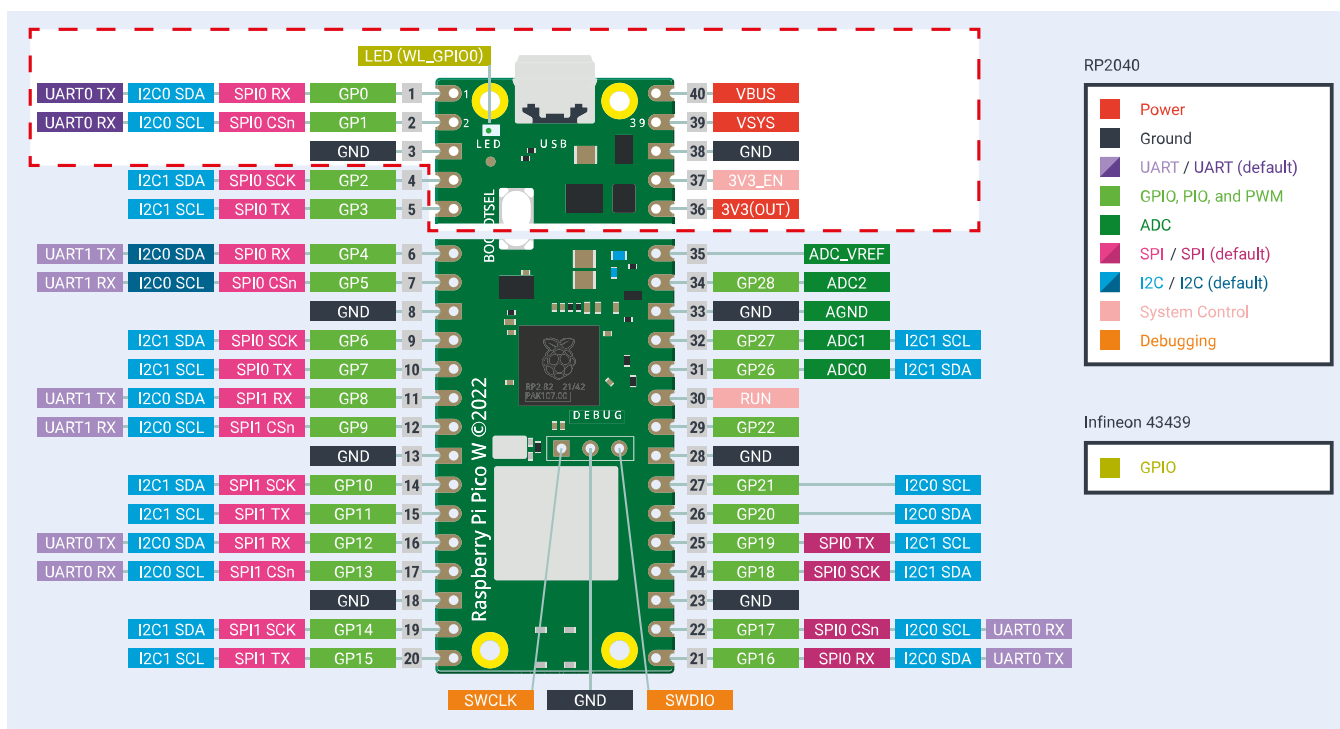 LED (WL_GPIO0)
UART0 TX I2C0 SDA SPI0 RX GP0 1 1 40 VBUS
UART0 RX I2C0 SCL SPI0 CSn GP1 2 2 39 39 VSYS
LED USB
GND 3 38 GND
I2C1 SDA SPI0 SCK GP2 4 37 3V3_EN
I2C1 SCL SPI0 TX GP3 5 36 3V3(OUT)
UART1 TX I2C0 SDA SPI0 RX GP4 6 35 ADC_VREF
UART1 RX I2C0 SCL SPI0 CSn GP5 7 34 GP28 ADC2
GND 8 33 GND AGND
I2C1 SDA SPI0 SCK GP6 9 32 GP27 ADC1 I2C1 SCL
I2C1 SCL SPI0 TX GP7 10 31 GP26 ADC0 I2C1 SDA
RP2-B2 21/42
UART1 TX I2C0 SDA SPI1 RX GP8 11 30 RUN
DEBUG
UART1 RX I2C0 SCL SPI1 CSn GP9 12 29 GP22
GND 13 28 GND
I2C1 SDA SPI1 SCK GP10 14 27 GP21 I2C0 SCL
I2C1 SCL SPI1 TX GP11 15 26 GP20 I2C0 SDA
UART0 TX I2C0 SDA SPI1 RX GP12 16 25 GP19 SPI0 TX I2C1 SCL
UART0 RX I2C0 SCL SPI1 CSn GP13 17 24 GP18 SPI0 SCK I2C1 SDA
GND 18 23 GND
I2C1 SDA SPI1 SCK GP14 19 22 GP17 SPI0 CSn I2C0 SCL UART0 RX
I2C1 SCL SPI1 TX GP15 20 21 GP16 SPI0 RX I2C0 SDA UART0 TX
Raspberry Pi Pico W ©2022
SWCLK GND SWDIO
RP2040
Power
Ground
UART / UART (default)
GPIO, PIO, and PWM
ADC
SPI / SPI (default)
I2C / I2C (default)
System Control
Debugging
Infineon 43439
GPIO